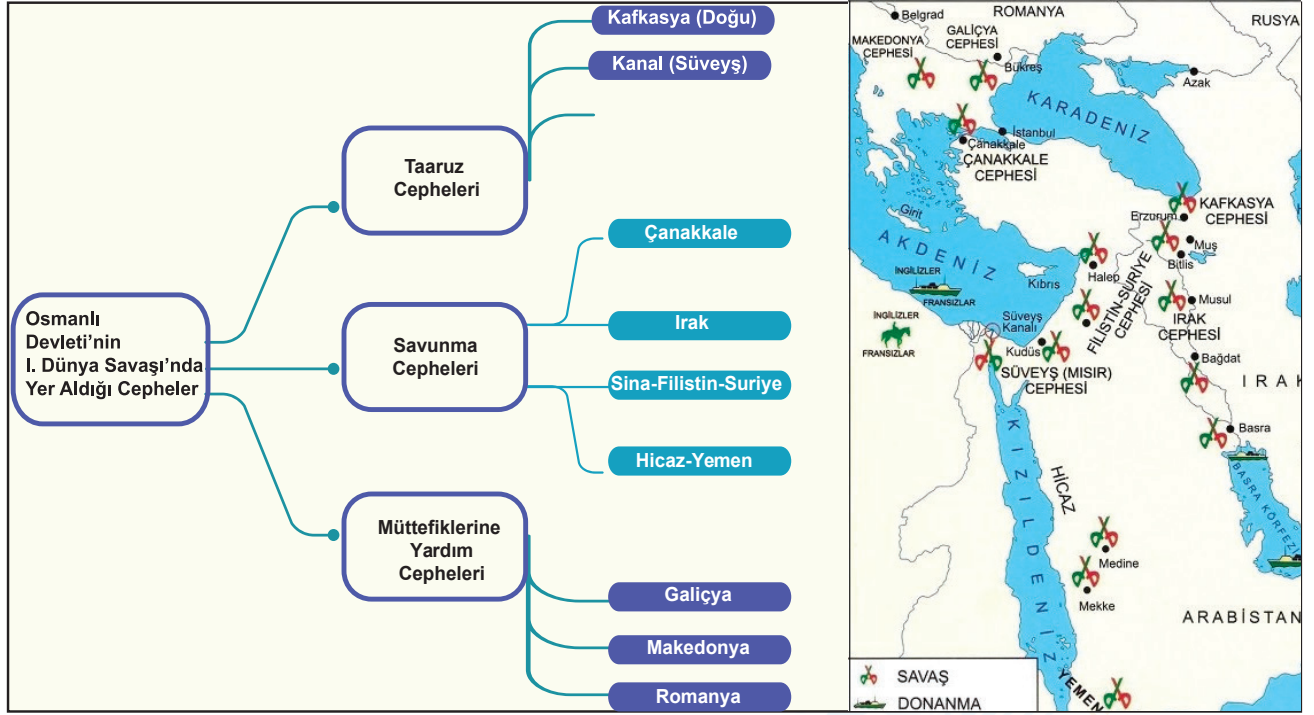 Kafkasya (Doğu)
Kanal (Süveyş)
Taaruz
Cepheleri
Çanakkale
Irak
Sina-Filistin-Suriye
Hicaz-Yemen
Savunma
Cepheleri
Osmanlı
Devleti’nin
I. Dünya Savaşı’nda
Yer Aldığı Cepheler
Müttefiklerine
Yardım
Cepheleri
Galiçya
Makedonya
Romanya
Belgrad
ROMANYA
RUSYA
MAKEDONYA
CEPHESİ
GALİÇYA
CEPHESİ
Bükreş
Azak
KARADENİZ
İstanbul
Çanakkale
ÇANAKKALE
CEPHESİ
Girit
AKDENİZ
Erzurum
KAFKASYA
CEPHESİ
Muş
Bitlis
Halep
Kıbrıs
FİLİSTİN-SURİYE
CEPHESİ
Musul
IRAK
CEPHESİ
İNGİLİZLER
FRANSIZLAR
İNGİLİZLER
FRANSIZLAR
Süveyş
Kanalı
Kudüs
SÜVEYŞ (MISIR)
CEPHESİ
Bağdat
IRAK
Basra
BASRA KÖRFEZİ
KIZILDENİZ
HİCAZ
Medine
Mekke
ARABİSTAN
YEMEN
SAVAŞ
DONANMA